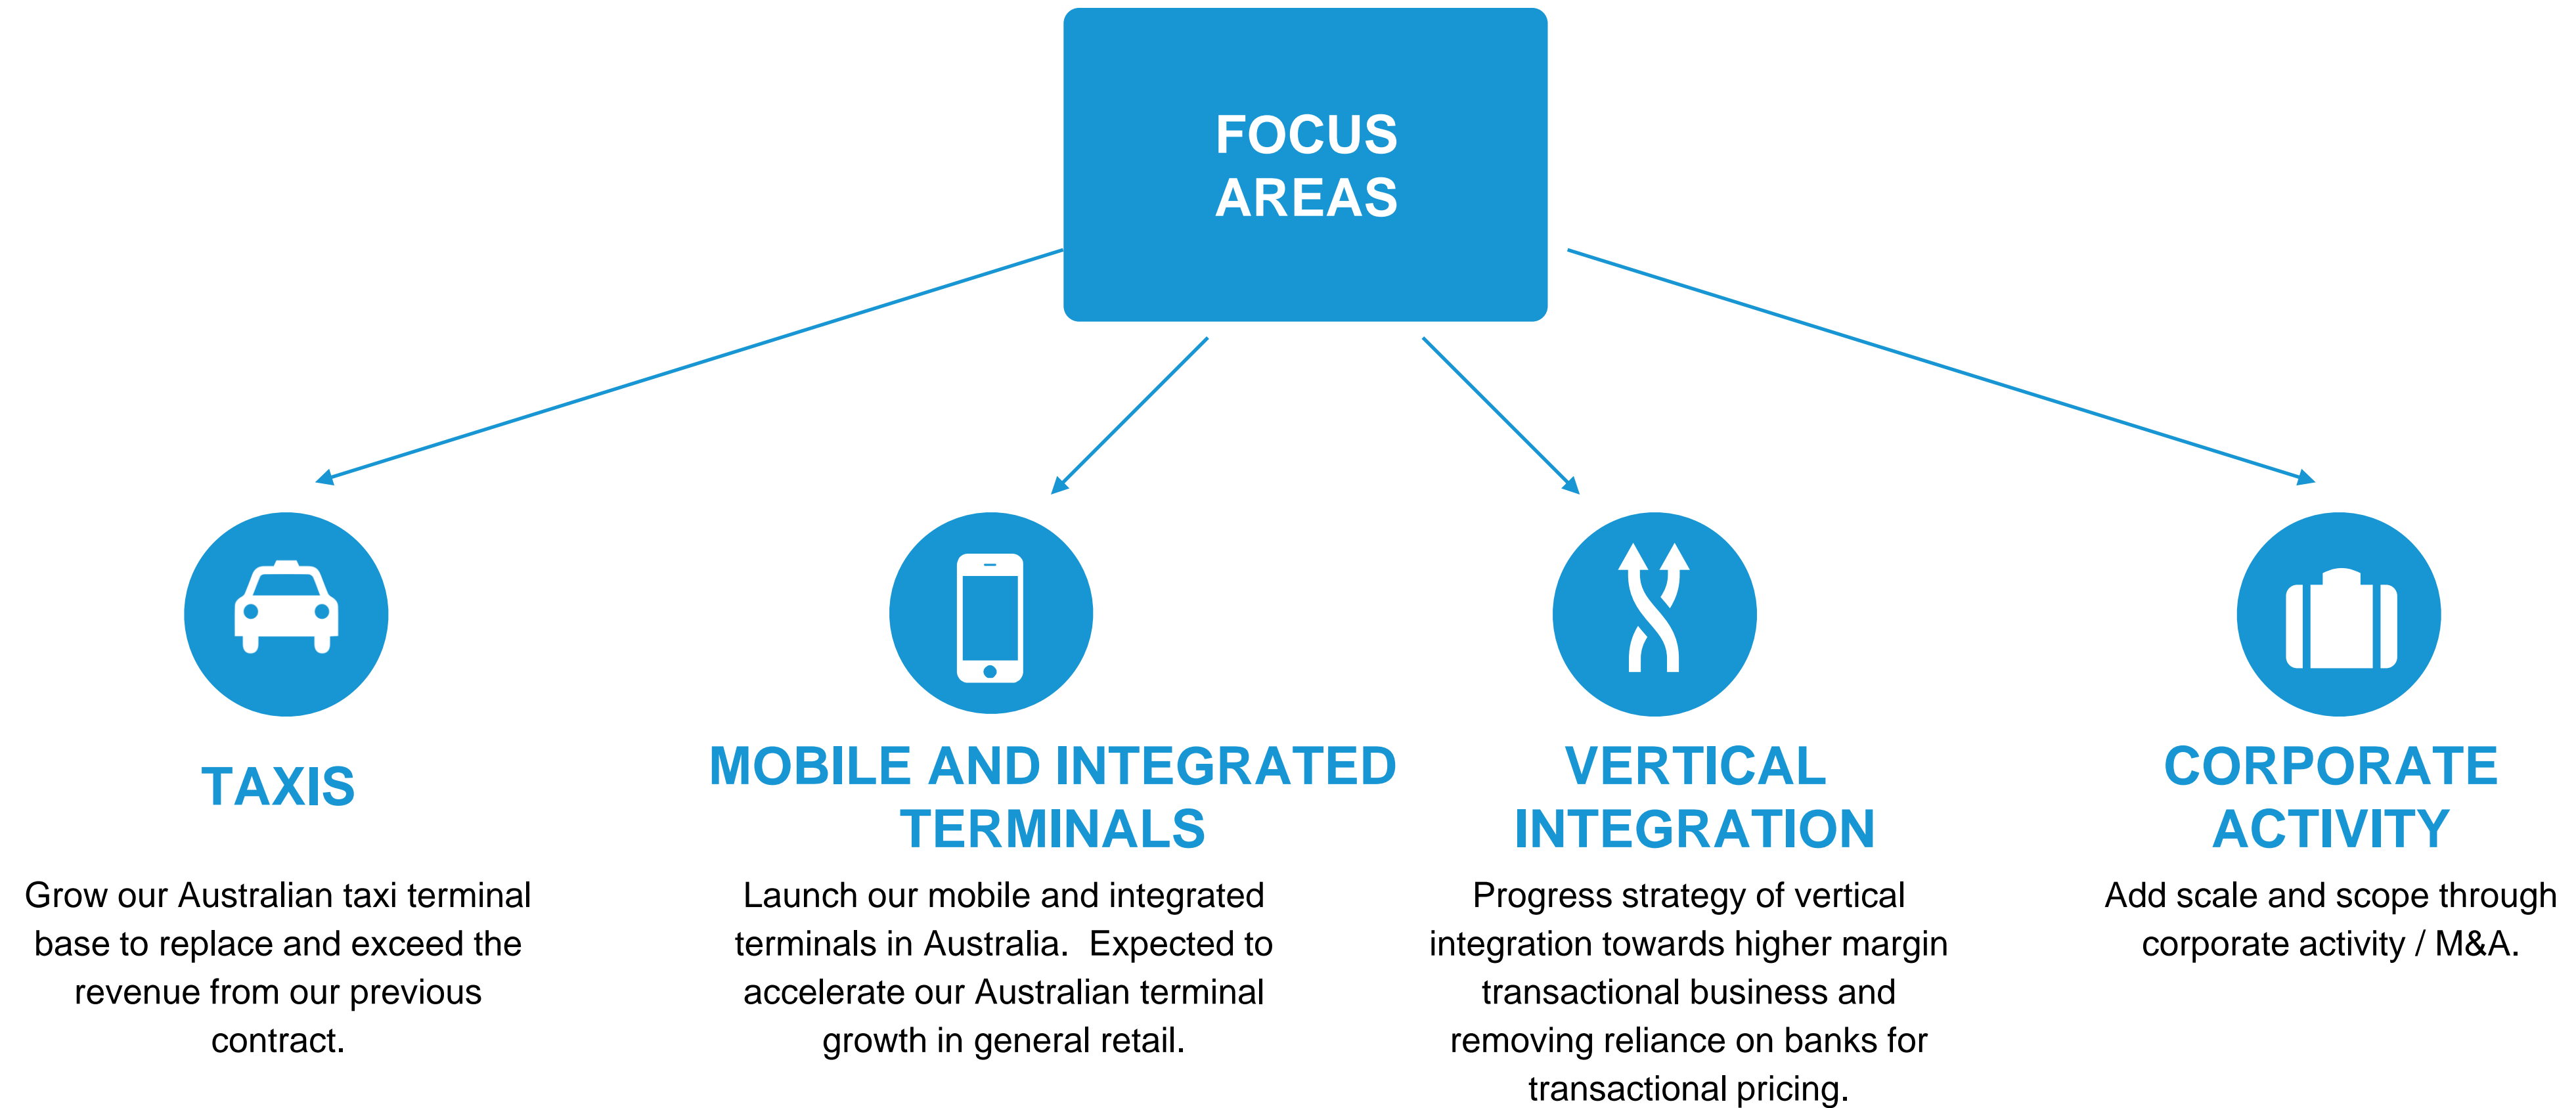 FOCUS
AREAS
TAXIS
Grow our Australian taxi terminal
base to replace and exceed the
revenue from our previous
contract.
MOBILE AND INTEGRATED
TERMINALS
Launch our mobile and integrated
terminals in Australia.  Expected to
accelerate our Australian terminal
growth in general retail.
VERTICAL
INTEGRATION
Progress strategy of vertical
integration towards higher margin
transactional business and
removing reliance on banks for
transactional pricing.
CORPORATE
ACTIVITY
Add scale and scope through
corporate activity / M&A.